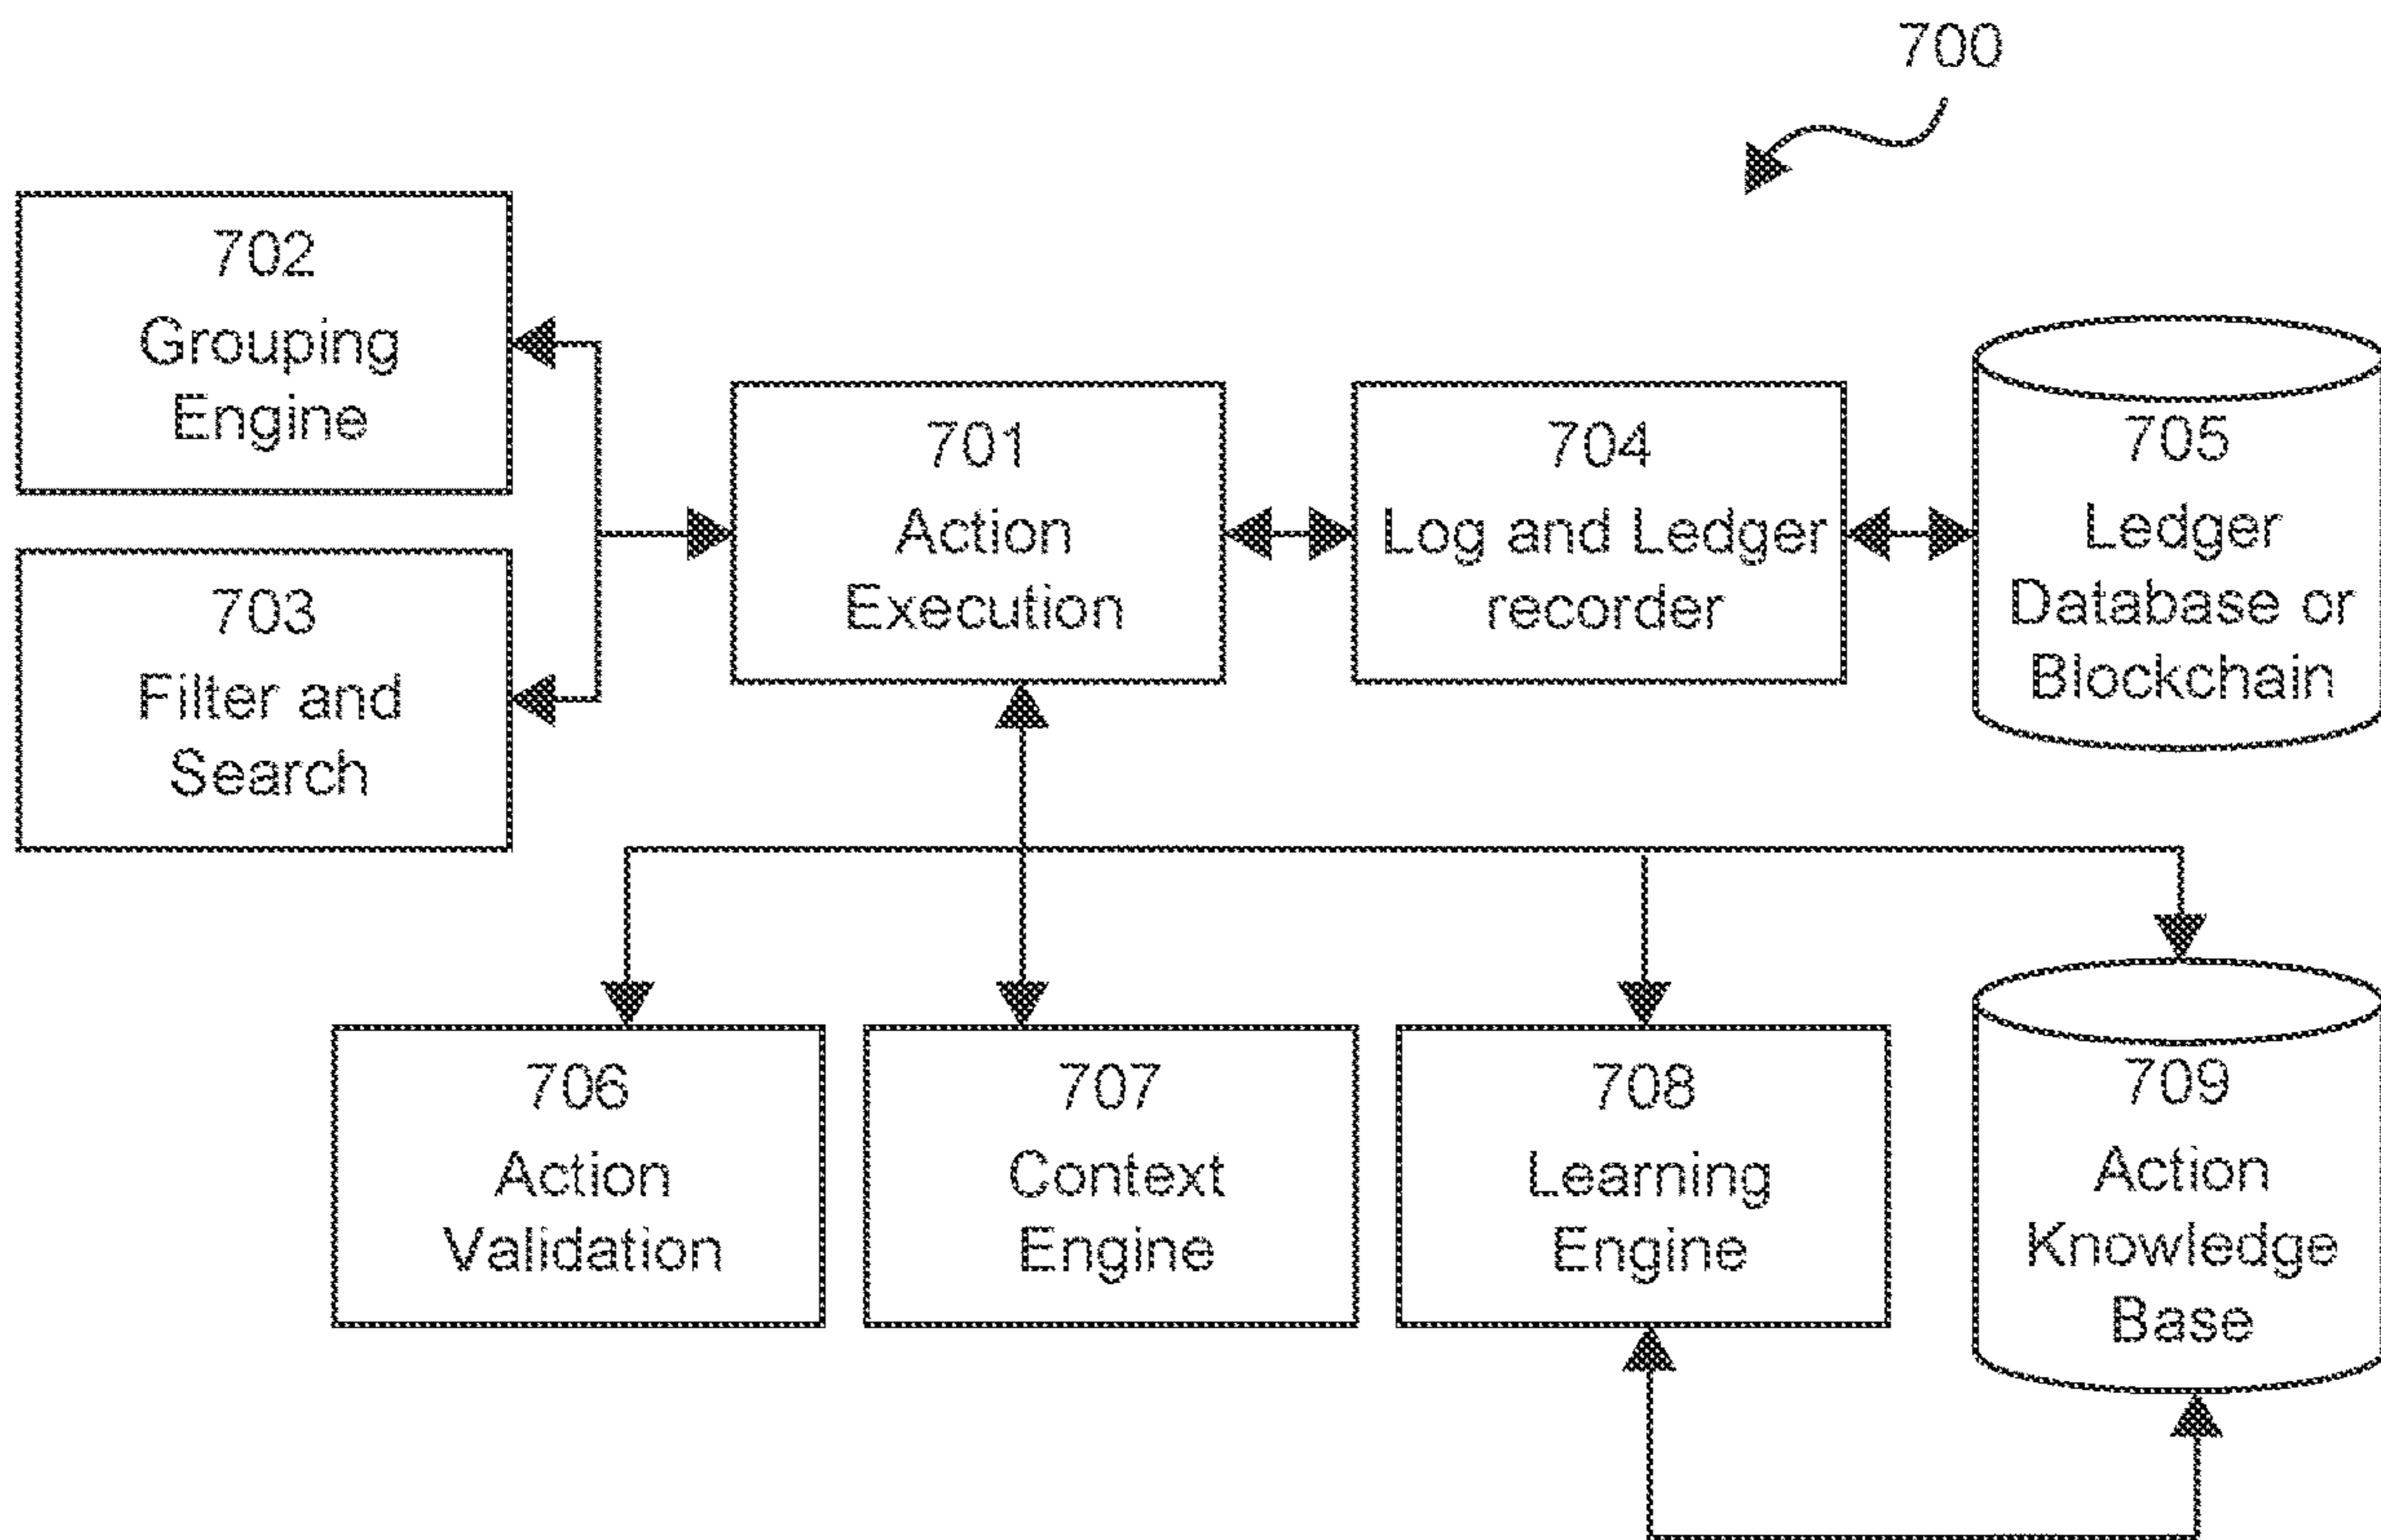 700
702
Grouping
Engine
703
Filter and
Search
701
Action
Execution
704
Log and Ledger
recorder
705
Ledger
Database or
Blockchain
706
Action
Validation
707
Context
Engine
708
Learning
Engine
709
Action
Knowledge
Base